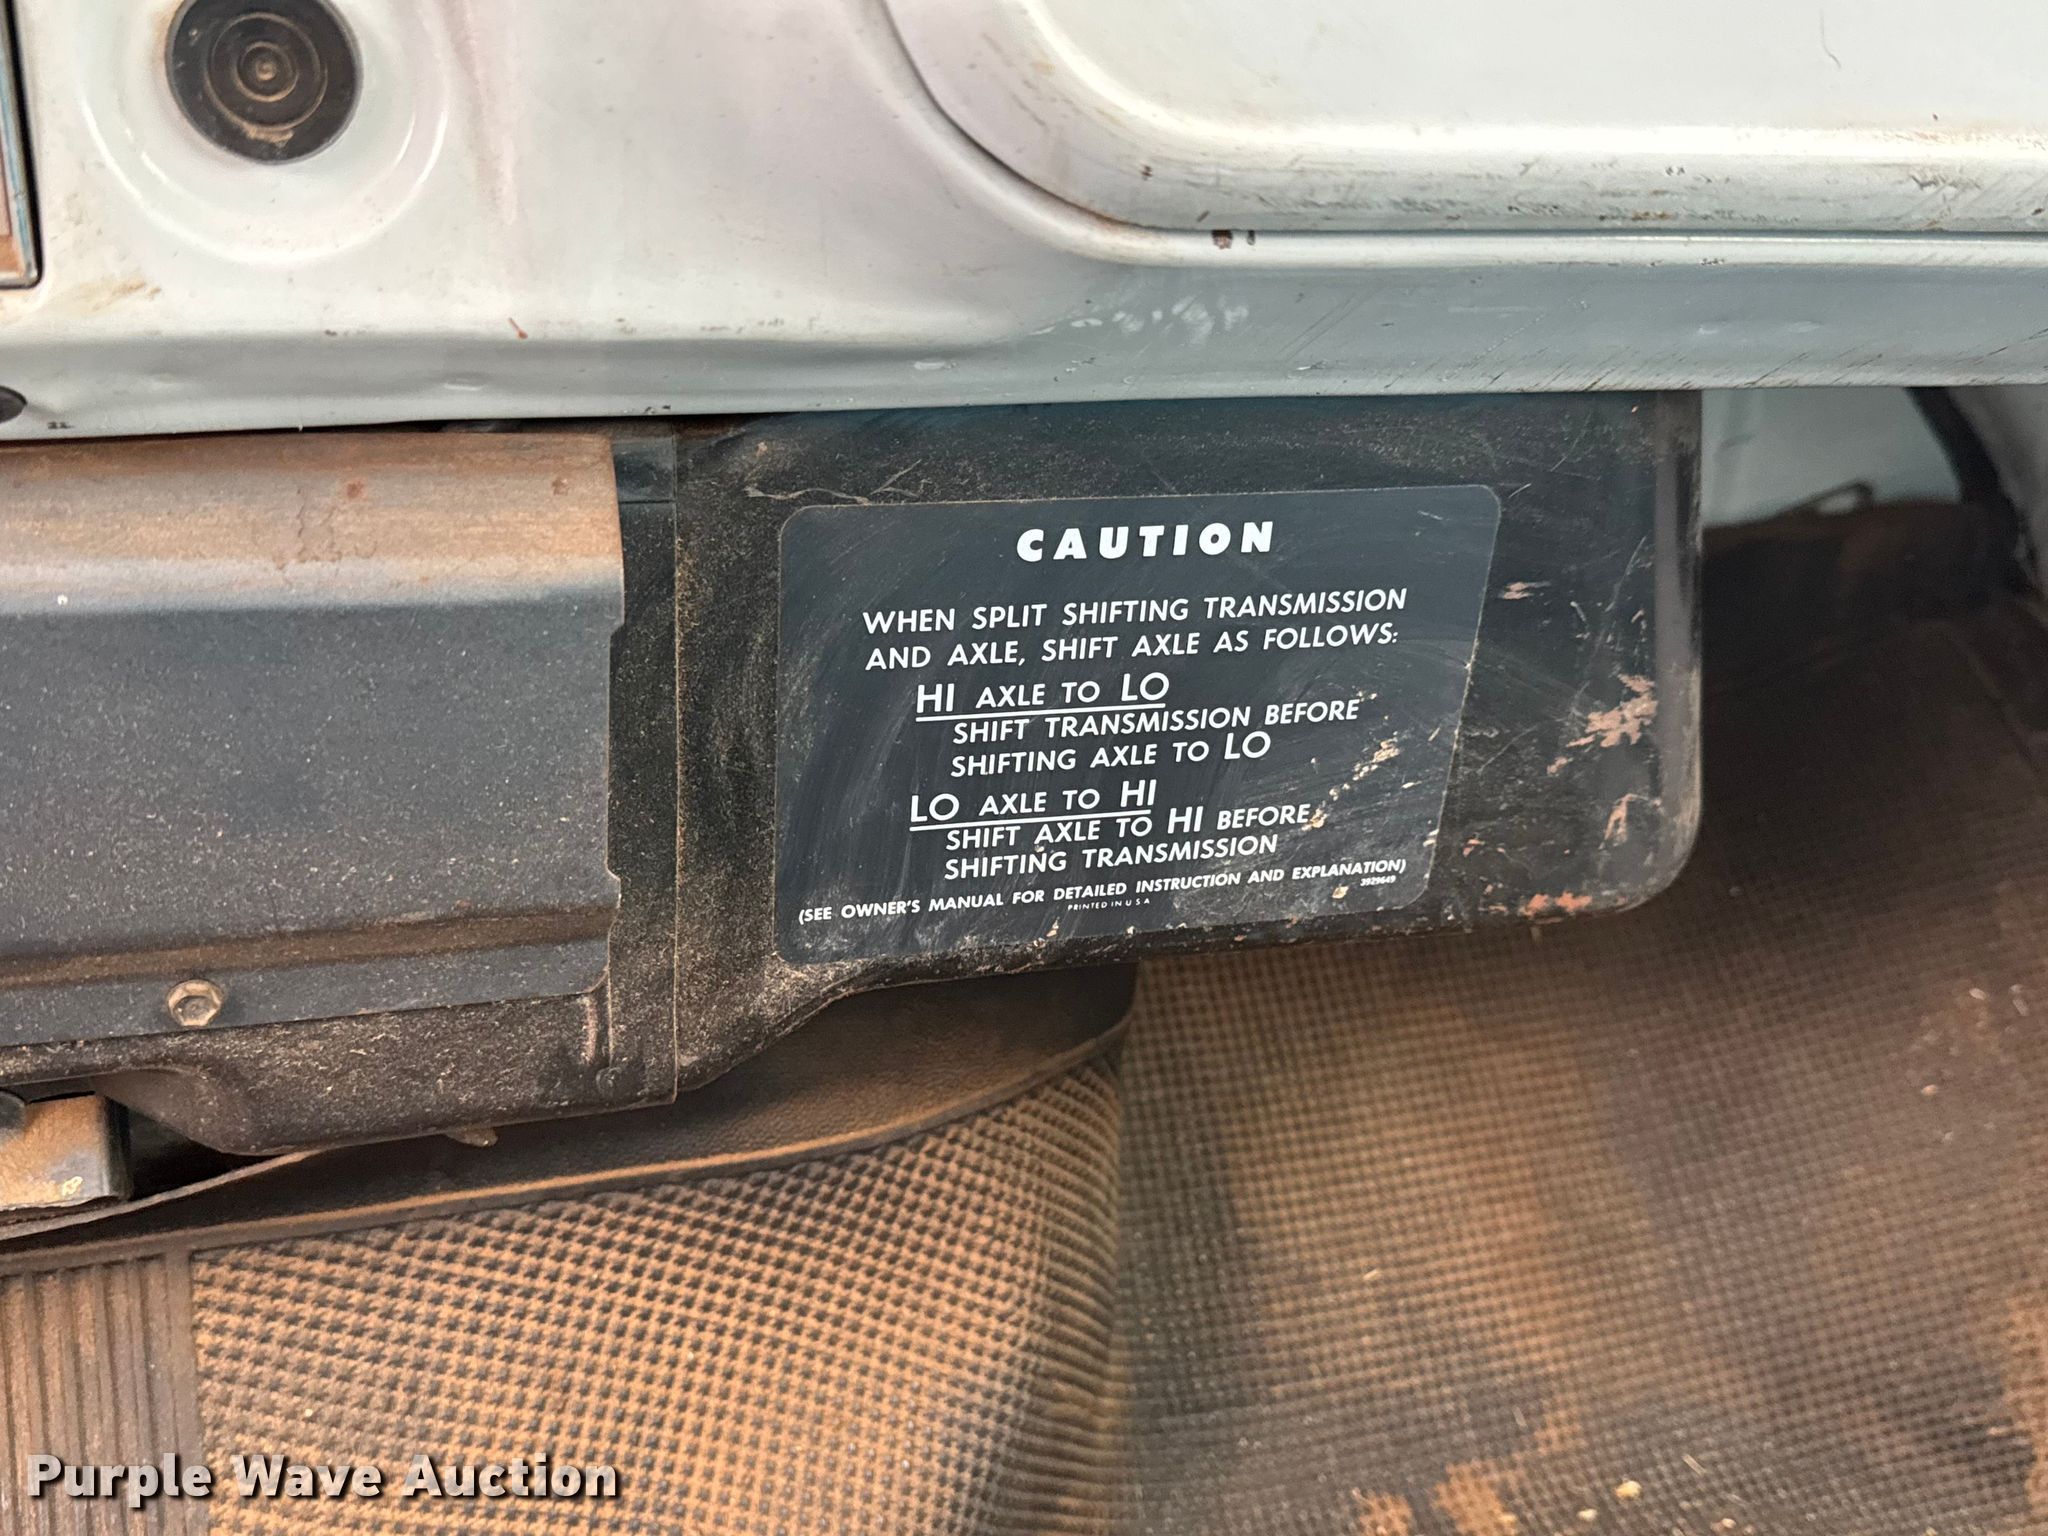 CAUTION
WHEN SPLIT SHIFTING TRANSMISSION
AND AXLE, SHIFT AXLE AS FOLLOWS:
HI AXLE TO LO
SHIFT TRANSMISSION BEFORE
SHIFTING AXLE TO LO
LO AXLE TO HI
SHIFT AXLE TO HI BEFORE
SHIFTING TRANSMISSION
(SEE OWNER'S MANUAL FOR DETAILED INSTRUCTION AND EXPLANATION)
PRINTED IN U S A 3929649
Purple Wave Auction